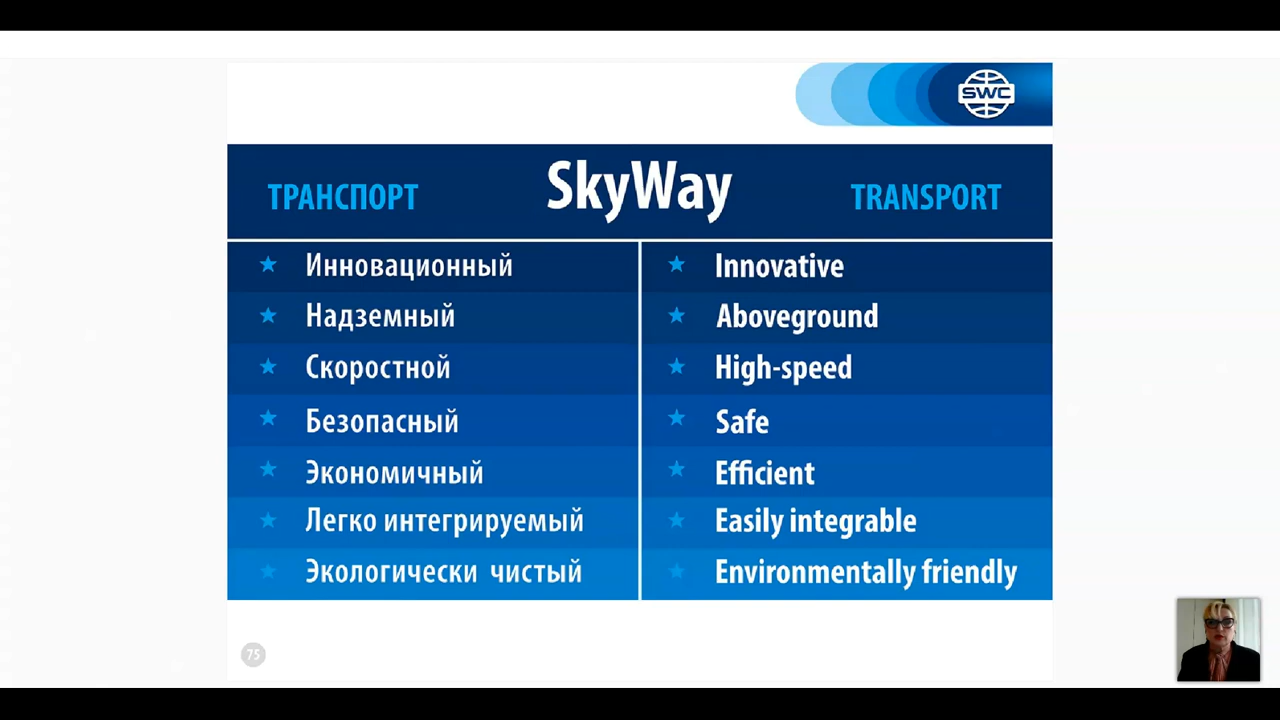 SWC
ТРАНСПОРТ
SkyWay
TRANSPORT
Инновационный
Innovative
Надземный
Aboveground
Скоростной
High-speed
Безопасный
Safe
Экономичный
Efficient
Легко интегрируемый
Easily integrable
Экологически чистый
Environmentally friendly
75